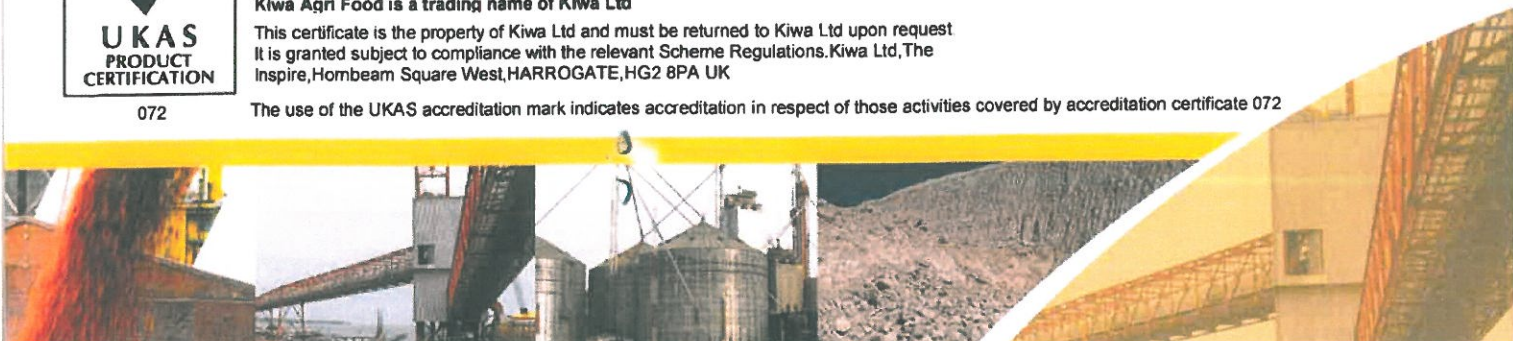 Kiwa Agri Food is a trading name of Kiwa Ltd
UKAS
PRODUCT
CERTIFICATION
072
This certificate is the property of Kiwa Ltd and must be returned to Kiwa Ltd upon request
It is granted subject to compliance with the relevant Scheme Regulations.Kiwa Ltd,The
Inspire,Hornbeam Square West,HARROGATE,HG2 8PA UK
The use of the UKAS accreditation mark indicates accreditation in respect of those activities covered by accreditation certificate 072